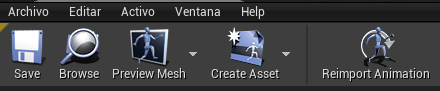 Archivo Editar Activo Ventana Help
Save Browse Preview Mesh Create Asset Reimport Animation